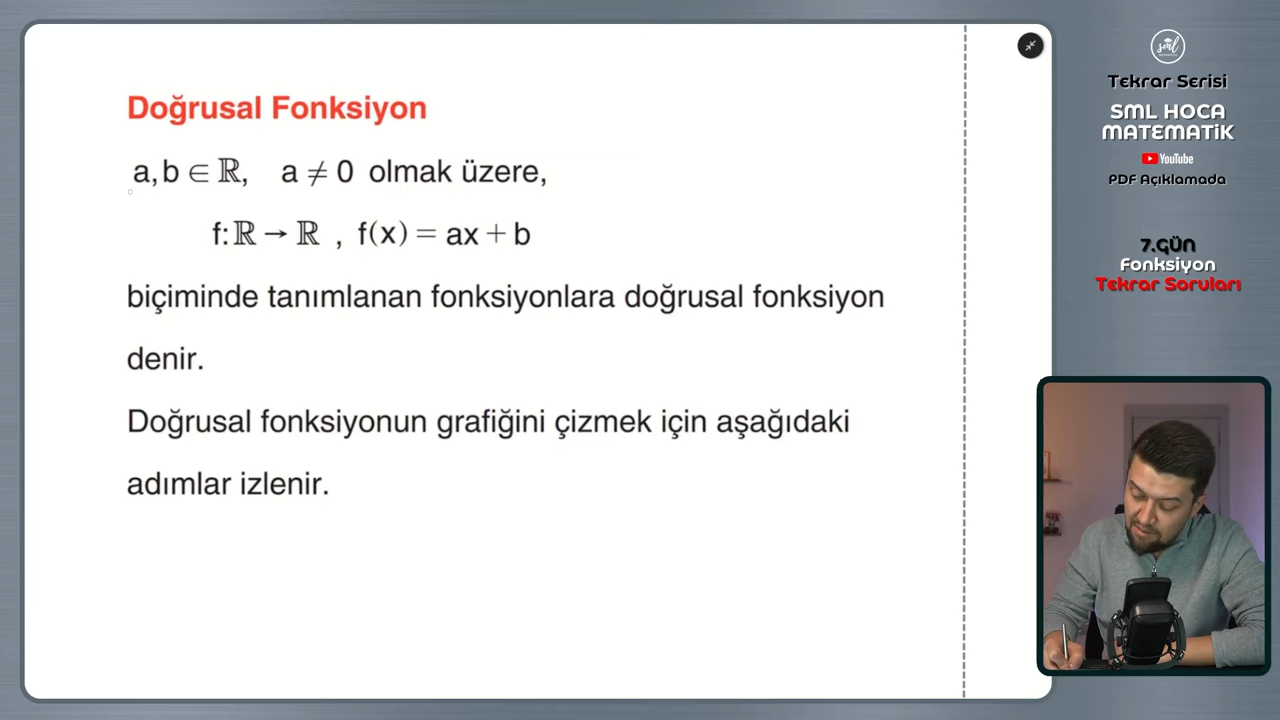 Doğrusal Fonksiyon
a, b ∈ ℝ, a ≠ 0 olmak üzere,
f: ℝ → ℝ , f(x) = ax + b
biçiminde tanımlanan fonksiyonlara doğrusal fonksiyon
denir.
Doğrusal fonksiyonun grafiğini çizmek için aşağıdaki
adımlar izlenir.
sml
Tekrar Serisi
SML HOCA
MATEMATİK
YouTube
PDF Açıklamada
7.GÜN
Fonksiyon
Tekrar Soruları